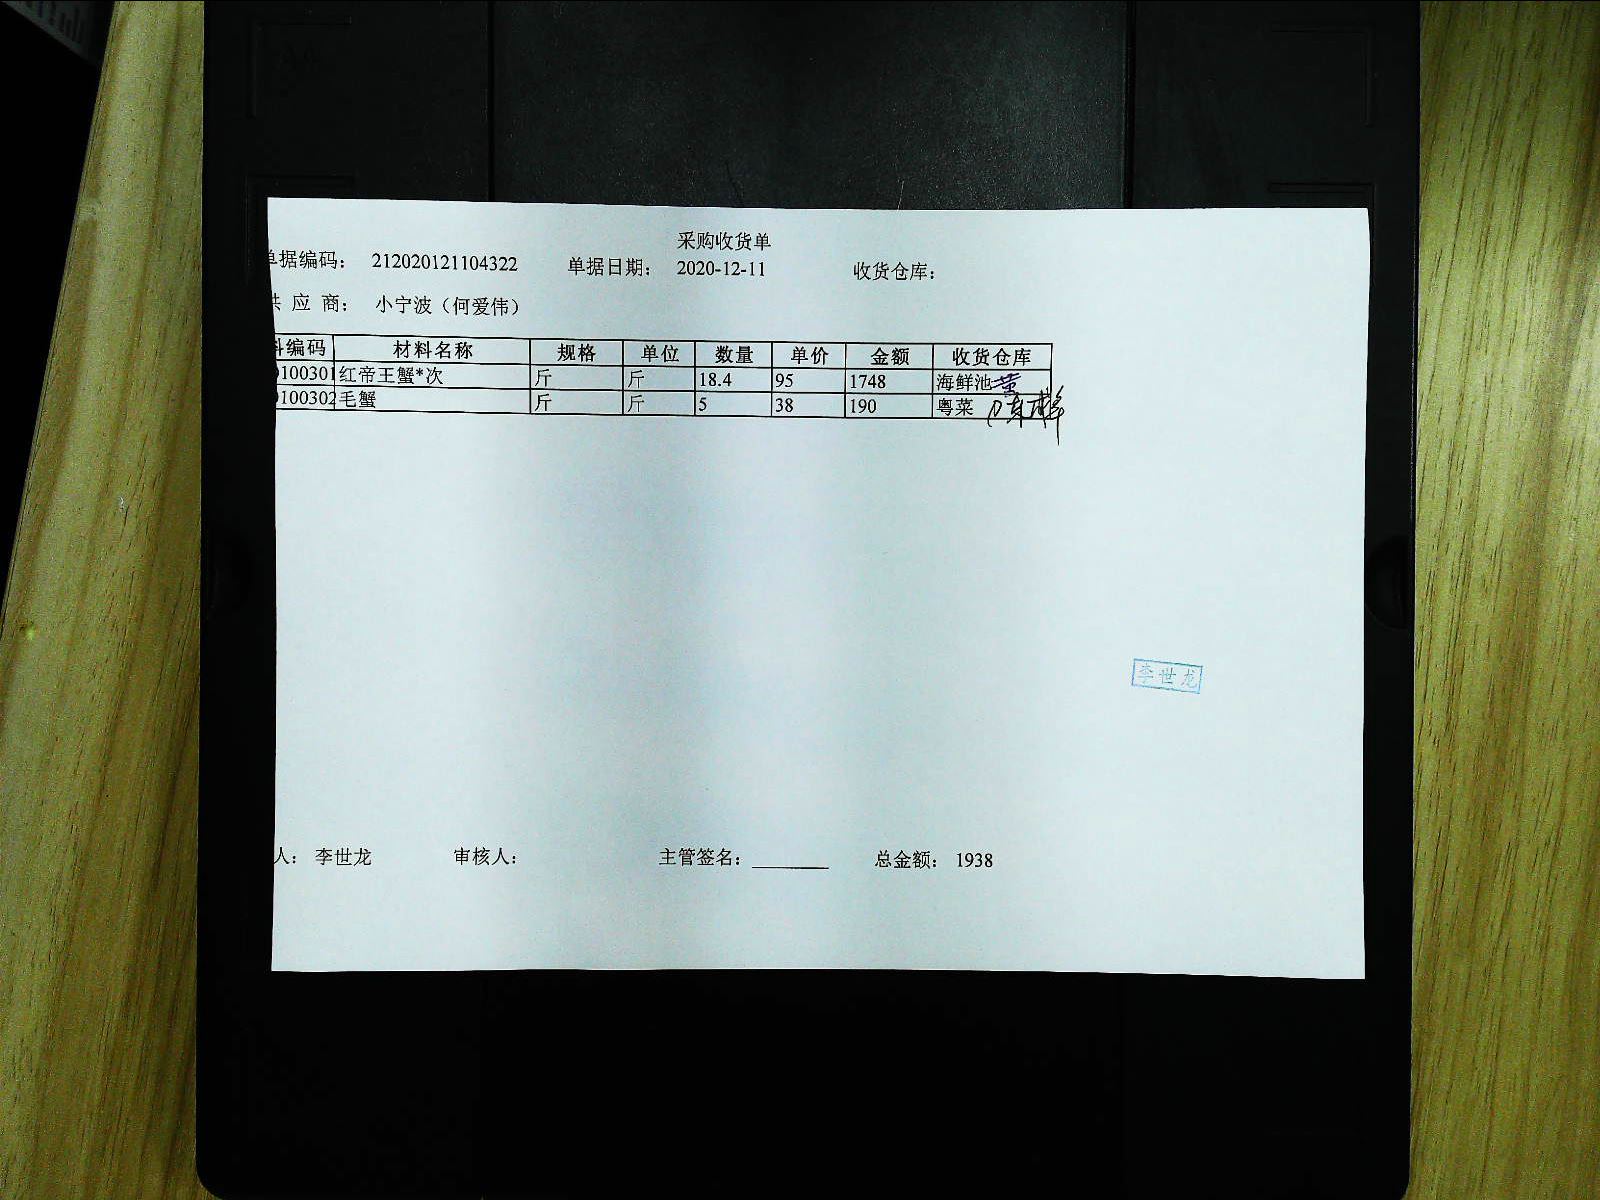 采购收货单
单据编码： 212020121104322 单据日期： 2020-12-11 收货仓库：
供 应 商： 小宁波（何爱伟）
料编码 材料名称 规格 单位 数量 单价 金额 收货仓库
0100301 红帝王蟹*次 斤 斤 18.4 95 1748 海鲜池
0100302 毛蟹 斤 斤 5 38 190 粤菜
李世龙
人： 李世龙 审核人： 主管签名： 总金额： 1938